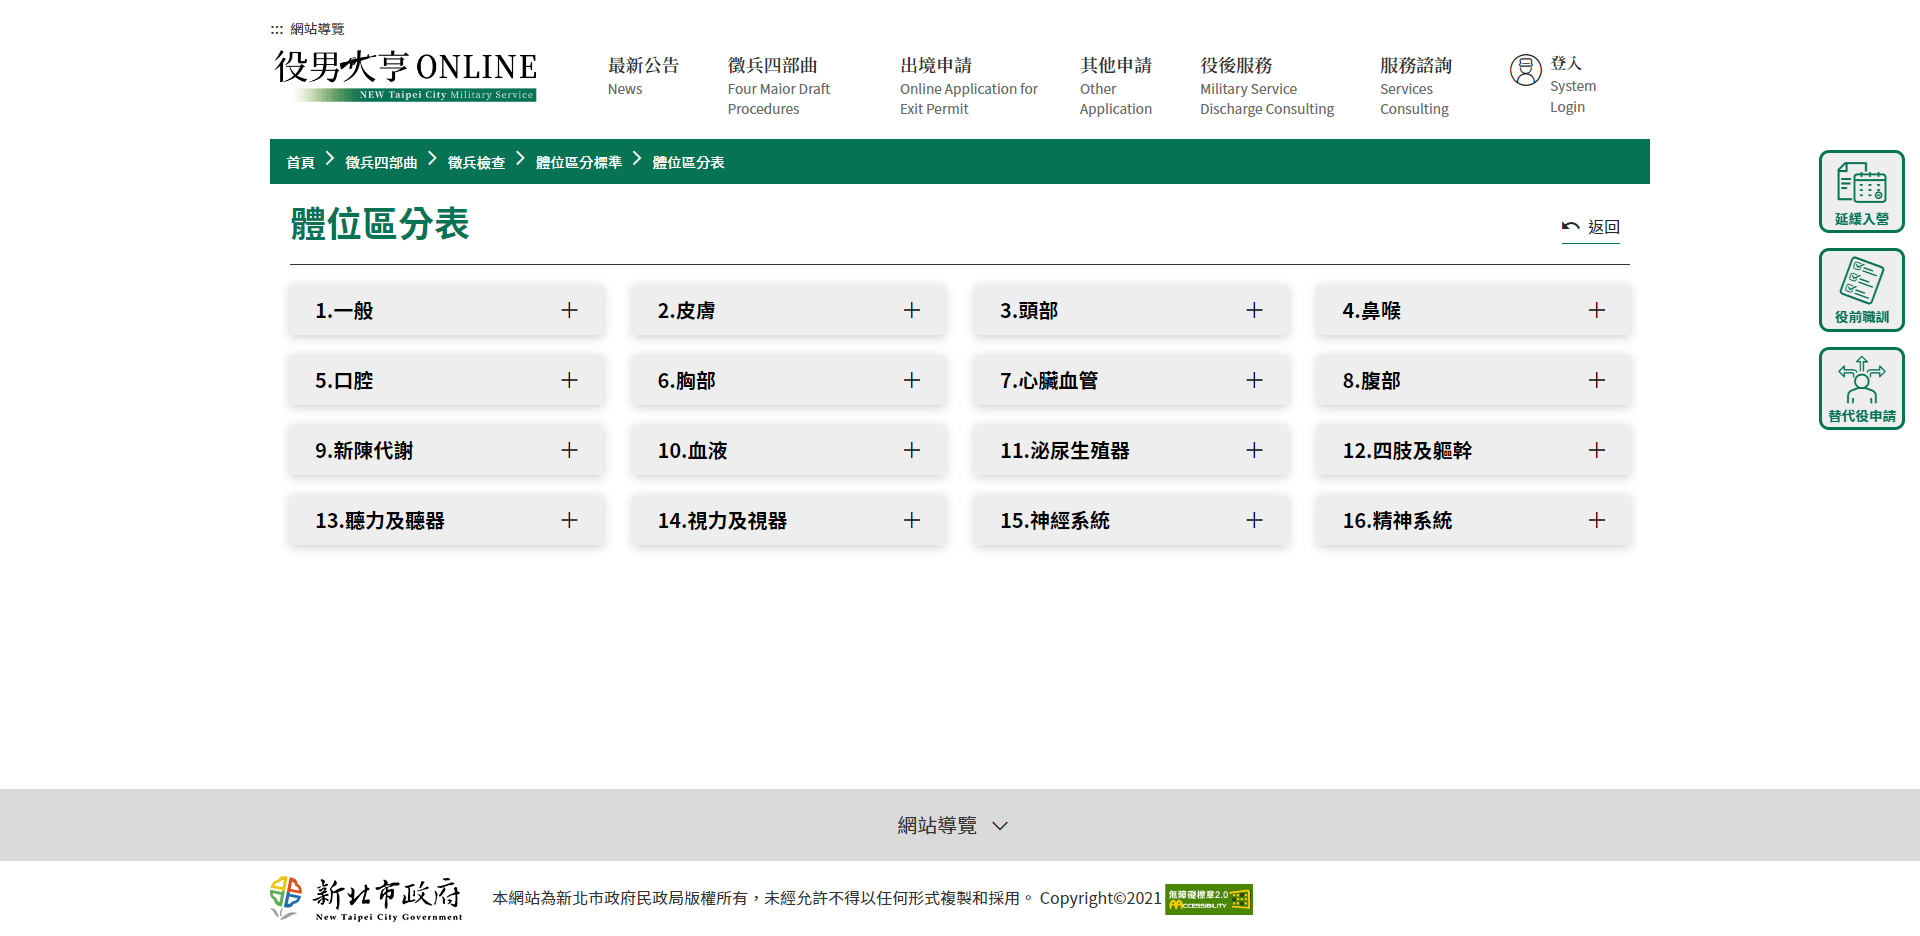 ::: 網站導覽
役男大亨 ONLINE
NEW Taipei City Military Service
最新公告
News
徵兵四部曲
Four Maior Draft
Procedures
出境申請
Online Application for
Exit Permit
其他申請
Other
Application
役後服務
Military Service
Discharge Consulting
服務諮詢
Services
Consulting
登入
System
Login
首頁 徵兵四部曲 徵兵檢查 體位區分標準 體位區分表
體位區分表
返回
1.一般
2.皮膚
3.頭部
4.鼻喉
5.口腔
6.胸部
7.心臟血管
8.腹部
9.新陳代謝
10.血液
11.泌尿生殖器
12.四肢及軀幹
13.聽力及聽器
14.視力及視器
15.神經系統
16.精神系統
延緩入營
役前職訓
替代役申請
網站導覽
新北市政府
New Taipei City Government
本網站為新北市政府民政局版權所有，未經允許不得以任何形式複製和採用。 Copyright©2021
無障礙標章2.0
AACCESSIBILITY